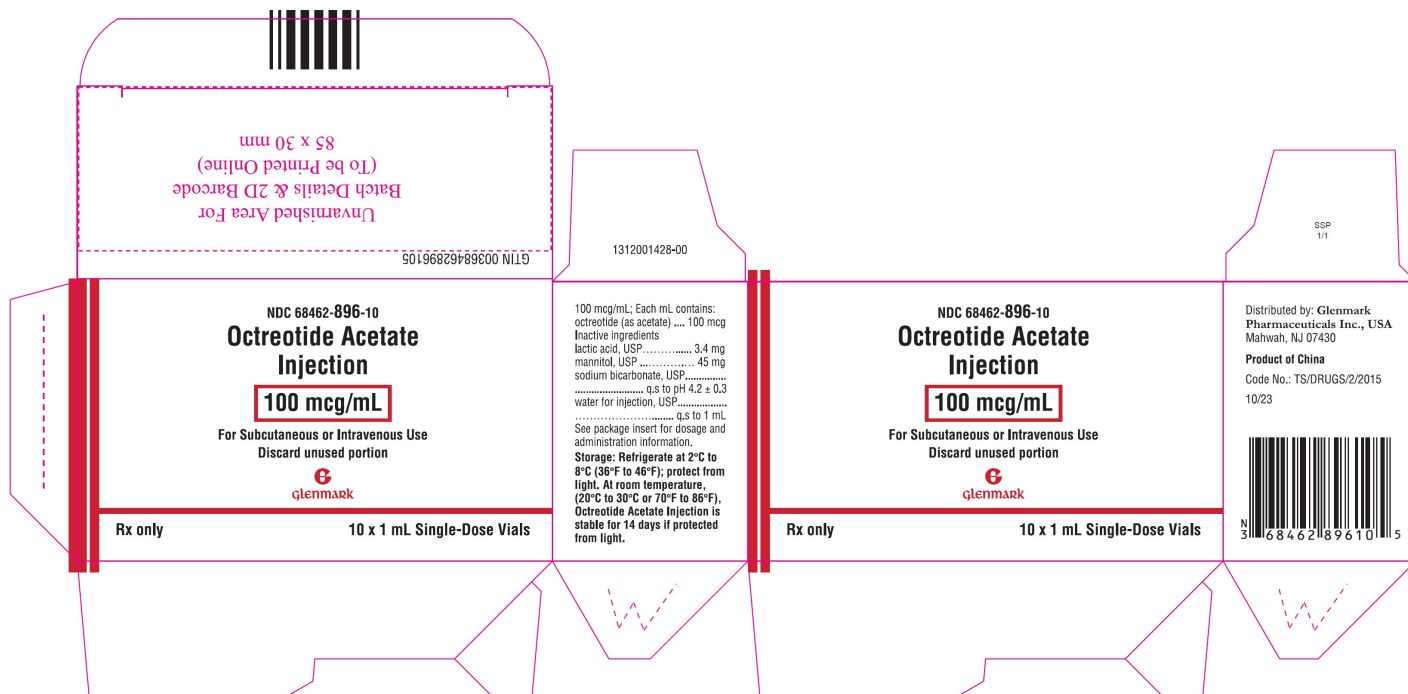 85 x 30 mm
(To be Printed Online)
Batch Details & 2D Barcode
Unvarnished Area For
GTIN 00368462896105
NDC 68462-896-10
Octreotide Acetate
Injection
100 mcg/mL
For Subcutaneous or Intravenous Use
Discard unused portion
Glenmark
Rx only
10 x 1 mL Single-Dose Vials
1312001428-00
100 mcg/mL; Each mL contains:
octreotide (as acetate) .... 100 mcg
Inactive ingredients
lactic acid, USP............... 3.4 mg
mannitol, USP ............... 45 mg
sodium bicarbonate, USP...............
......................... q.s to pH 4.2 ± 0.3
water for injection, USP..................
............................ q.s to 1 mL
See package insert for dosage and
administration information.
Storage: Refrigerate at 2°C to
8°C (36°F to 46°F); protect from
light. At room temperature,
(20°C to 30°C or 70°F to 86°F),
Octreotide Acetate Injection is
stable for 14 days if protected
from light.
NDC 68462-896-10
Octreotide Acetate
Injection
100 mcg/mL
For Subcutaneous or Intravenous Use
Discard unused portion
Glenmark
Rx only
10 x 1 mL Single-Dose Vials
SSP
1/1
Distributed by: Glenmark
Pharmaceuticals Inc., USA
Mahwah, NJ 07430
Product of China
Code No.: TS/DRUGS/2/2015
10/23
N
3 68462 89610 5